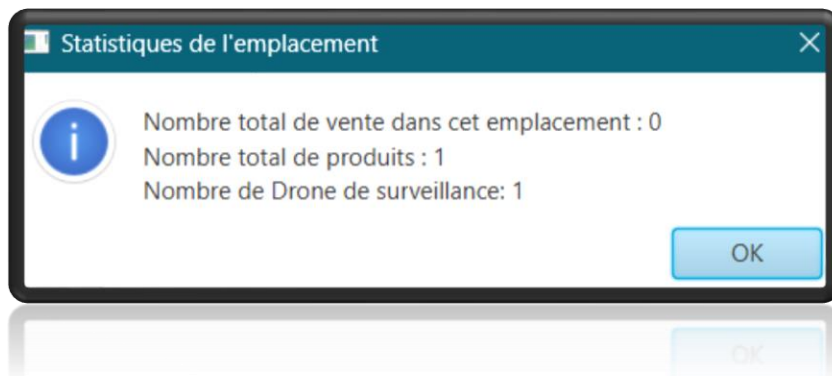 Statistiques de l'emplacement
Nombre total de vente dans cet emplacement : 0
Nombre total de produits : 1
Nombre de Drone de surveillance: 1
OK